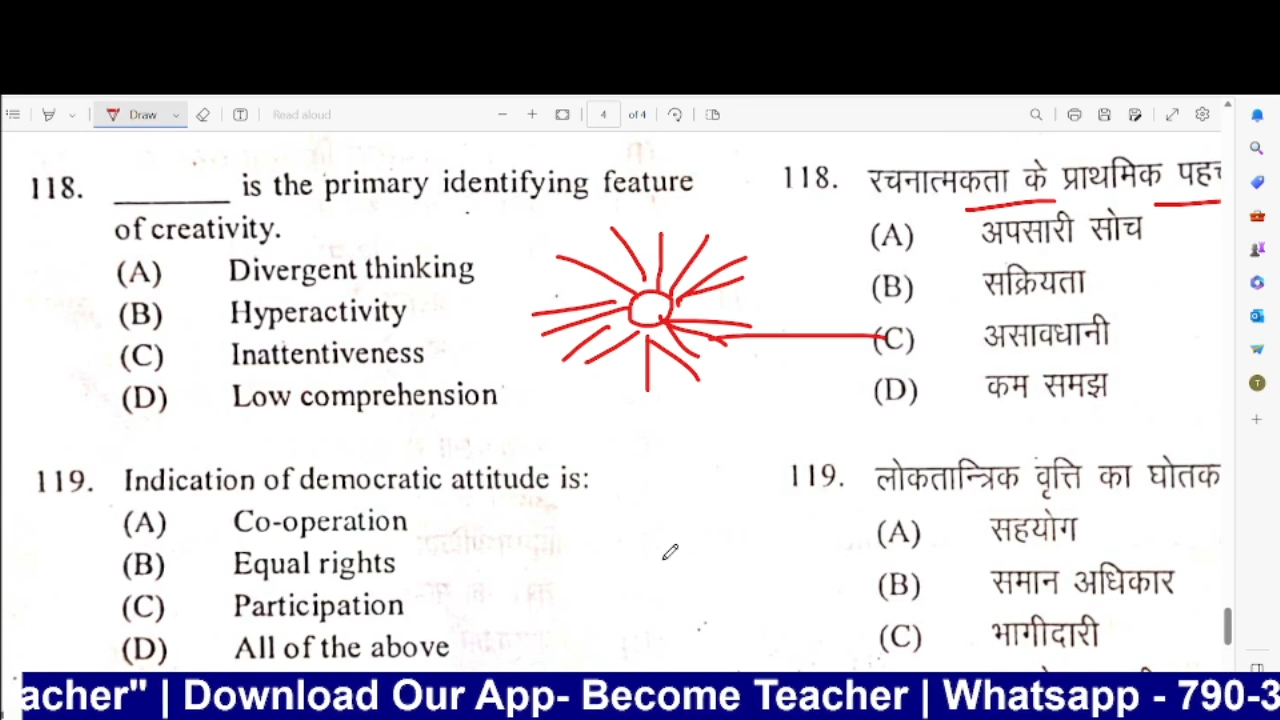 Draw
Read aloud
4 of 4
118. ________ is the primary identifying feature
of creativity.
(A) Divergent thinking
(B) Hyperactivity
(C) Inattentiveness
(D) Low comprehension
119. Indication of democratic attitude is:
(A) Co-operation
(B) Equal rights
(C) Participation
(D) All of the above
118. रचनात्मकता के प्राथमिक
(A) अपसारी सोच
(B) सक्रियता
(C) असावधानी
(D) कम समझ
119. लोकतान्त्रिक वृत्ति का घोतक
(A) सहयोग
(B) समान अधिकार
(C) भागीदारी
T
acher" | Download Our App- Become Teacher | Whatsapp - 790-3